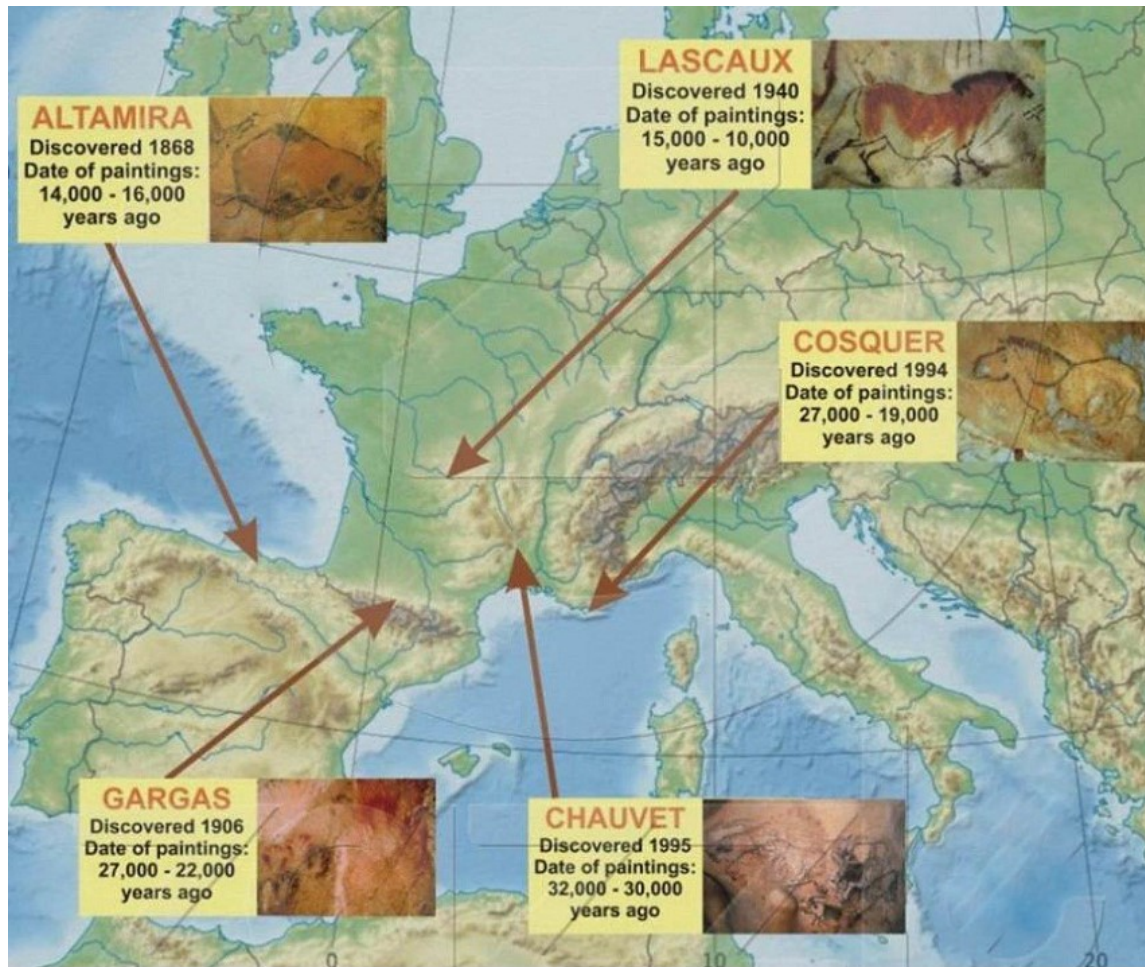 ALTAMIRA
Discovered 1868
Date of paintings:
14,000 - 16,000
years ago
LASCAUX
Discovered 1940
Date of paintings:
15,000 - 10,000
years ago
COSQUER
Discovered 1994
Date of paintings:
27,000 - 19,000
years ago
GARGAS
Discovered 1906
Date of paintings:
27,000 - 22,000
years ago
CHAUVET
Discovered 1995
Date of paintings:
32,000 - 30,000
years ago
0
10
20